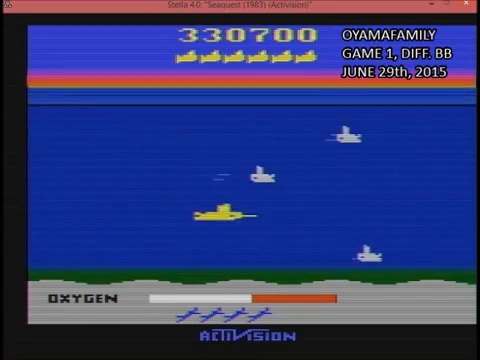 Stella 4.0: "Seaquest (1983) (Activision)"
330700
OYAMAFAMILY
GAME 1, DIFF. BB
JUNE 29th, 2015
OXYGEN
ACTIVISION